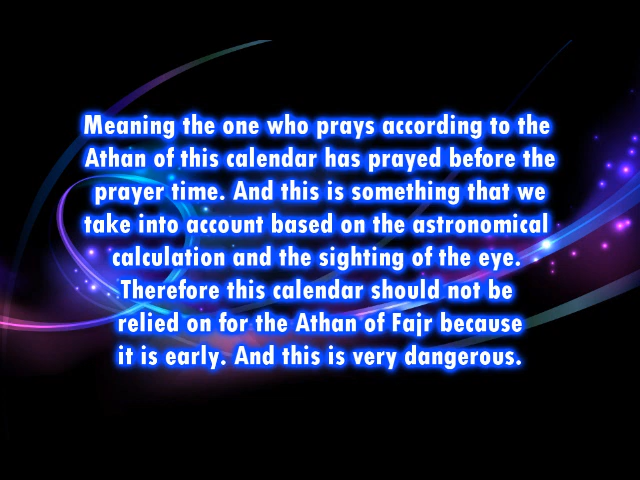 Meaning the one who prays according to the
Athan of this calendar has prayed before the
prayer time. And this is something that we
take into account based on the astronomical
calculation and the sighting of the eye.
Therefore this calendar should not be
relied on for the Athan of Fajr because
it is early. And this is very dangerous.